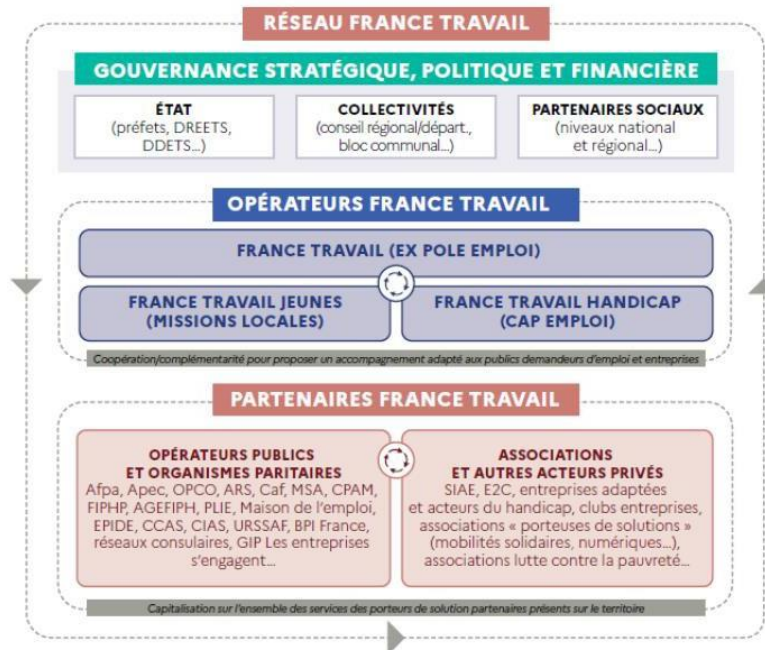 RÉSEAU FRANCE TRAVAIL
GOUVERNANCE STRATÉGIQUE, POLITIQUE ET FINANCIÈRE
ÉTAT
(préfets, DREETS,
DDETS...)
COLLECTIVITÉS
(conseil régional/départ.,
bloc communal...)
PARTENAIRES SOCIAUX
(niveaux national
et régional...)
OPÉRATEURS FRANCE TRAVAIL
FRANCE TRAVAIL (EX POLE EMPLOI)
FRANCE TRAVAIL JEUNES
(MISSIONS LOCALES)
FRANCE TRAVAIL HANDICAP
(CAP EMPLOI)
Coopération/complémentarité pour proposer un accompagnement adapté aux publics demandeurs d'emploi et entreprises
PARTENAIRES FRANCE TRAVAIL
OPÉRATEURS PUBLICS
ET ORGANISMES PARITAIRES
Afpa, Apec, OPCO, ARS, Caf, MSA, CPAM,
FIPHP, AGEFIPH, PLIE, Maison de l'emploi,
EPIDE, CCAS, CIAS, URSSAF, BPI France,
réseaux consulaires, GIP Les entreprises
s'engagent...
ASSOCIATIONS
ET AUTRES ACTEURS PRIVÉS
SIAE, E2C, entreprises adaptées
et acteurs du handicap, clubs entreprises,
associations « porteuses de solutions »
(mobilités solidaires, numériques...),
associations lutte contre la pauvreté...
Capitalisation sur l'ensemble des services des porteurs de solution partenaires présents sur le territoire